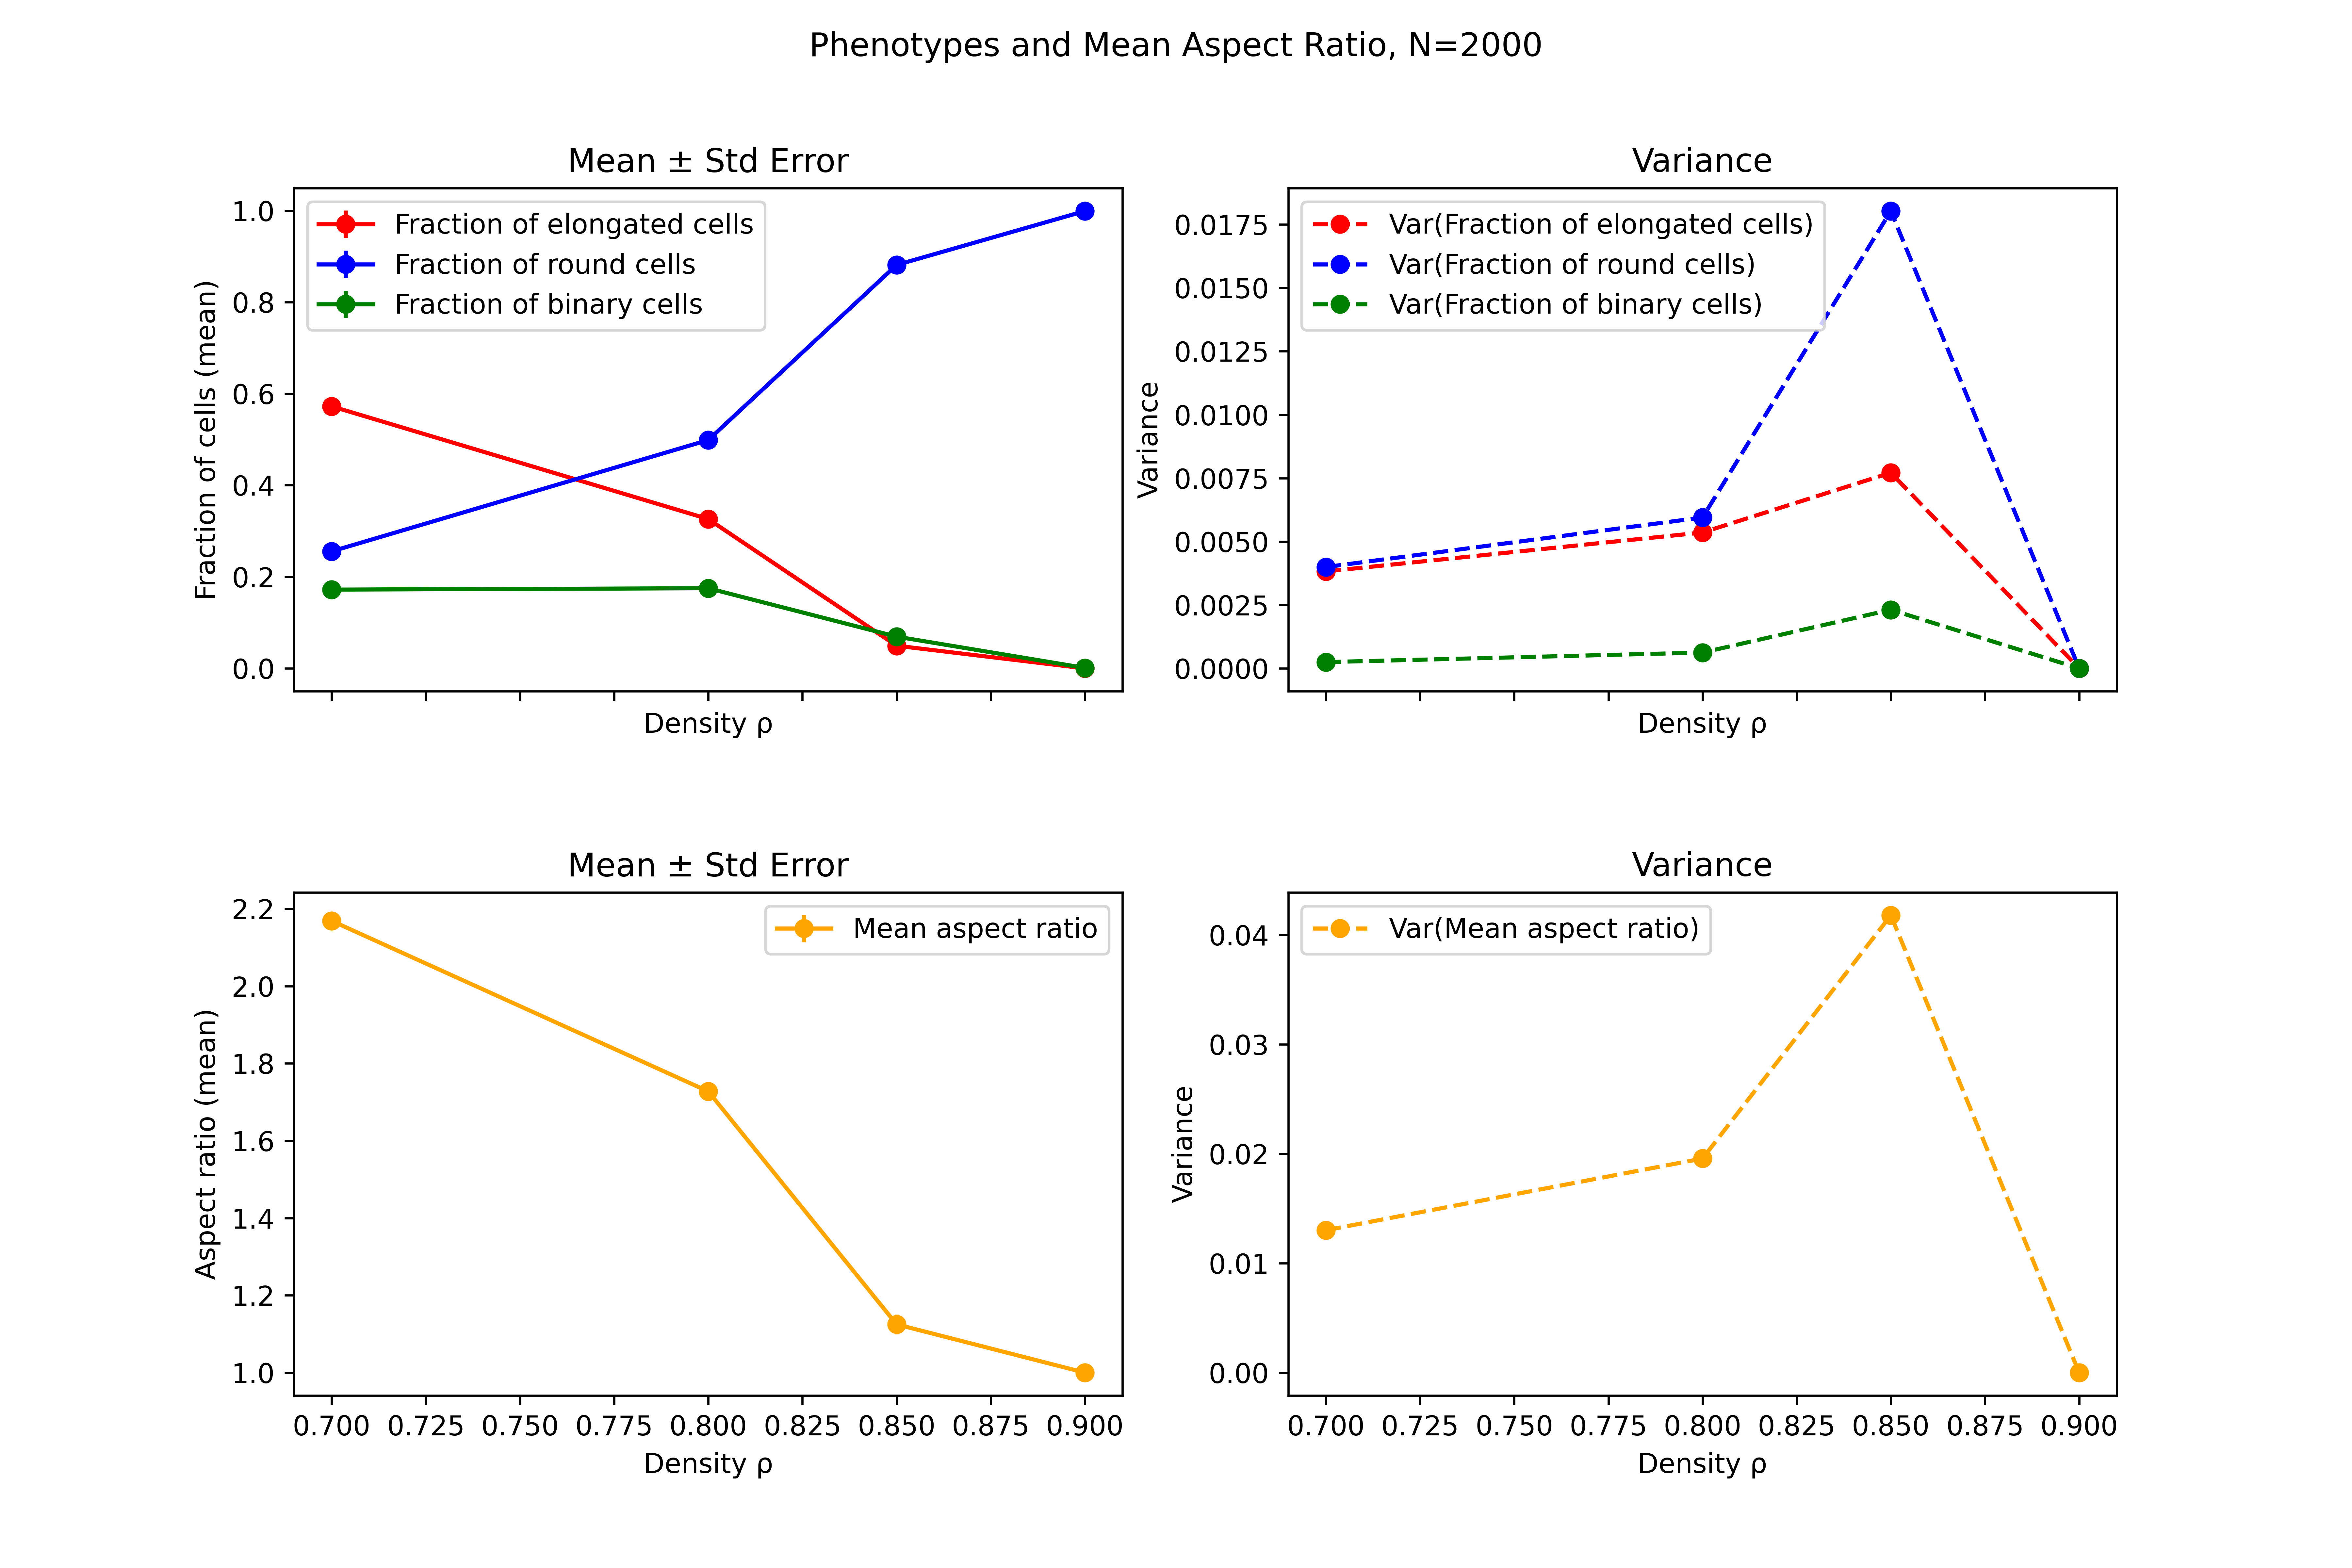 Phenotypes and Mean Aspect Ratio, N=2000
Mean ± Std Error
Fraction of cells (mean)
1.0
0.8
0.6
0.4
0.2
0.0
Fraction of elongated cells
Fraction of round cells
Fraction of binary cells
Density ρ
Variance
Variance
0.0175
0.0150
0.0125
0.0100
0.0075
0.0050
0.0025
0.0000
Var(Fraction of elongated cells)
Var(Fraction of round cells)
Var(Fraction of binary cells)
Density ρ
Mean ± Std Error
Aspect ratio (mean)
2.2
2.0
1.8
1.6
1.4
1.2
1.0
Mean aspect ratio
0.700 0.725 0.750 0.775 0.800 0.825 0.850 0.875 0.900
Density ρ
Variance
Variance
0.04
0.03
0.02
0.01
0.00
Var(Mean aspect ratio)
0.700 0.725 0.750 0.775 0.800 0.825 0.850 0.875 0.900
Density ρ